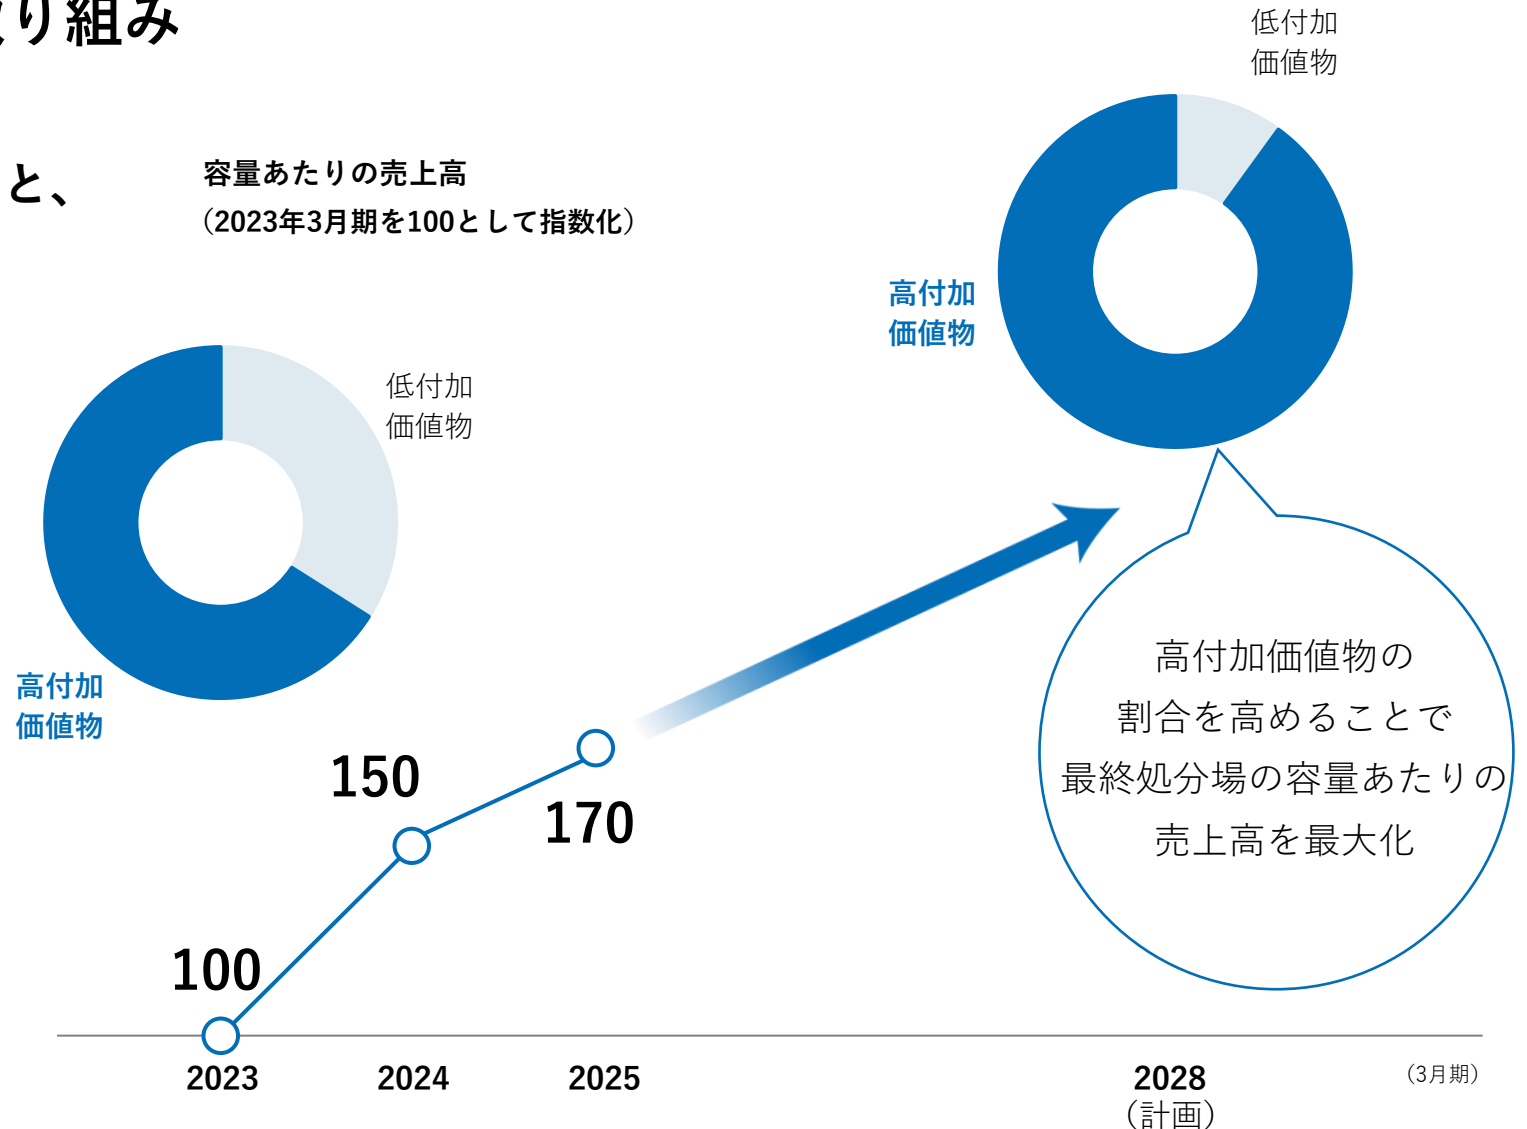 り組み
と、
容量あたりの売上高
（2023年3月期を100として指数化）
低付加
価値物
高付加
価値物
低付加
価値物
高付加
価値物
100
150
170
高付加価値物の
割合を高めることで
最終処分場の容量あたりの
売上高を最大化
2023
2024
2025
2028
（計画）
（3月期）